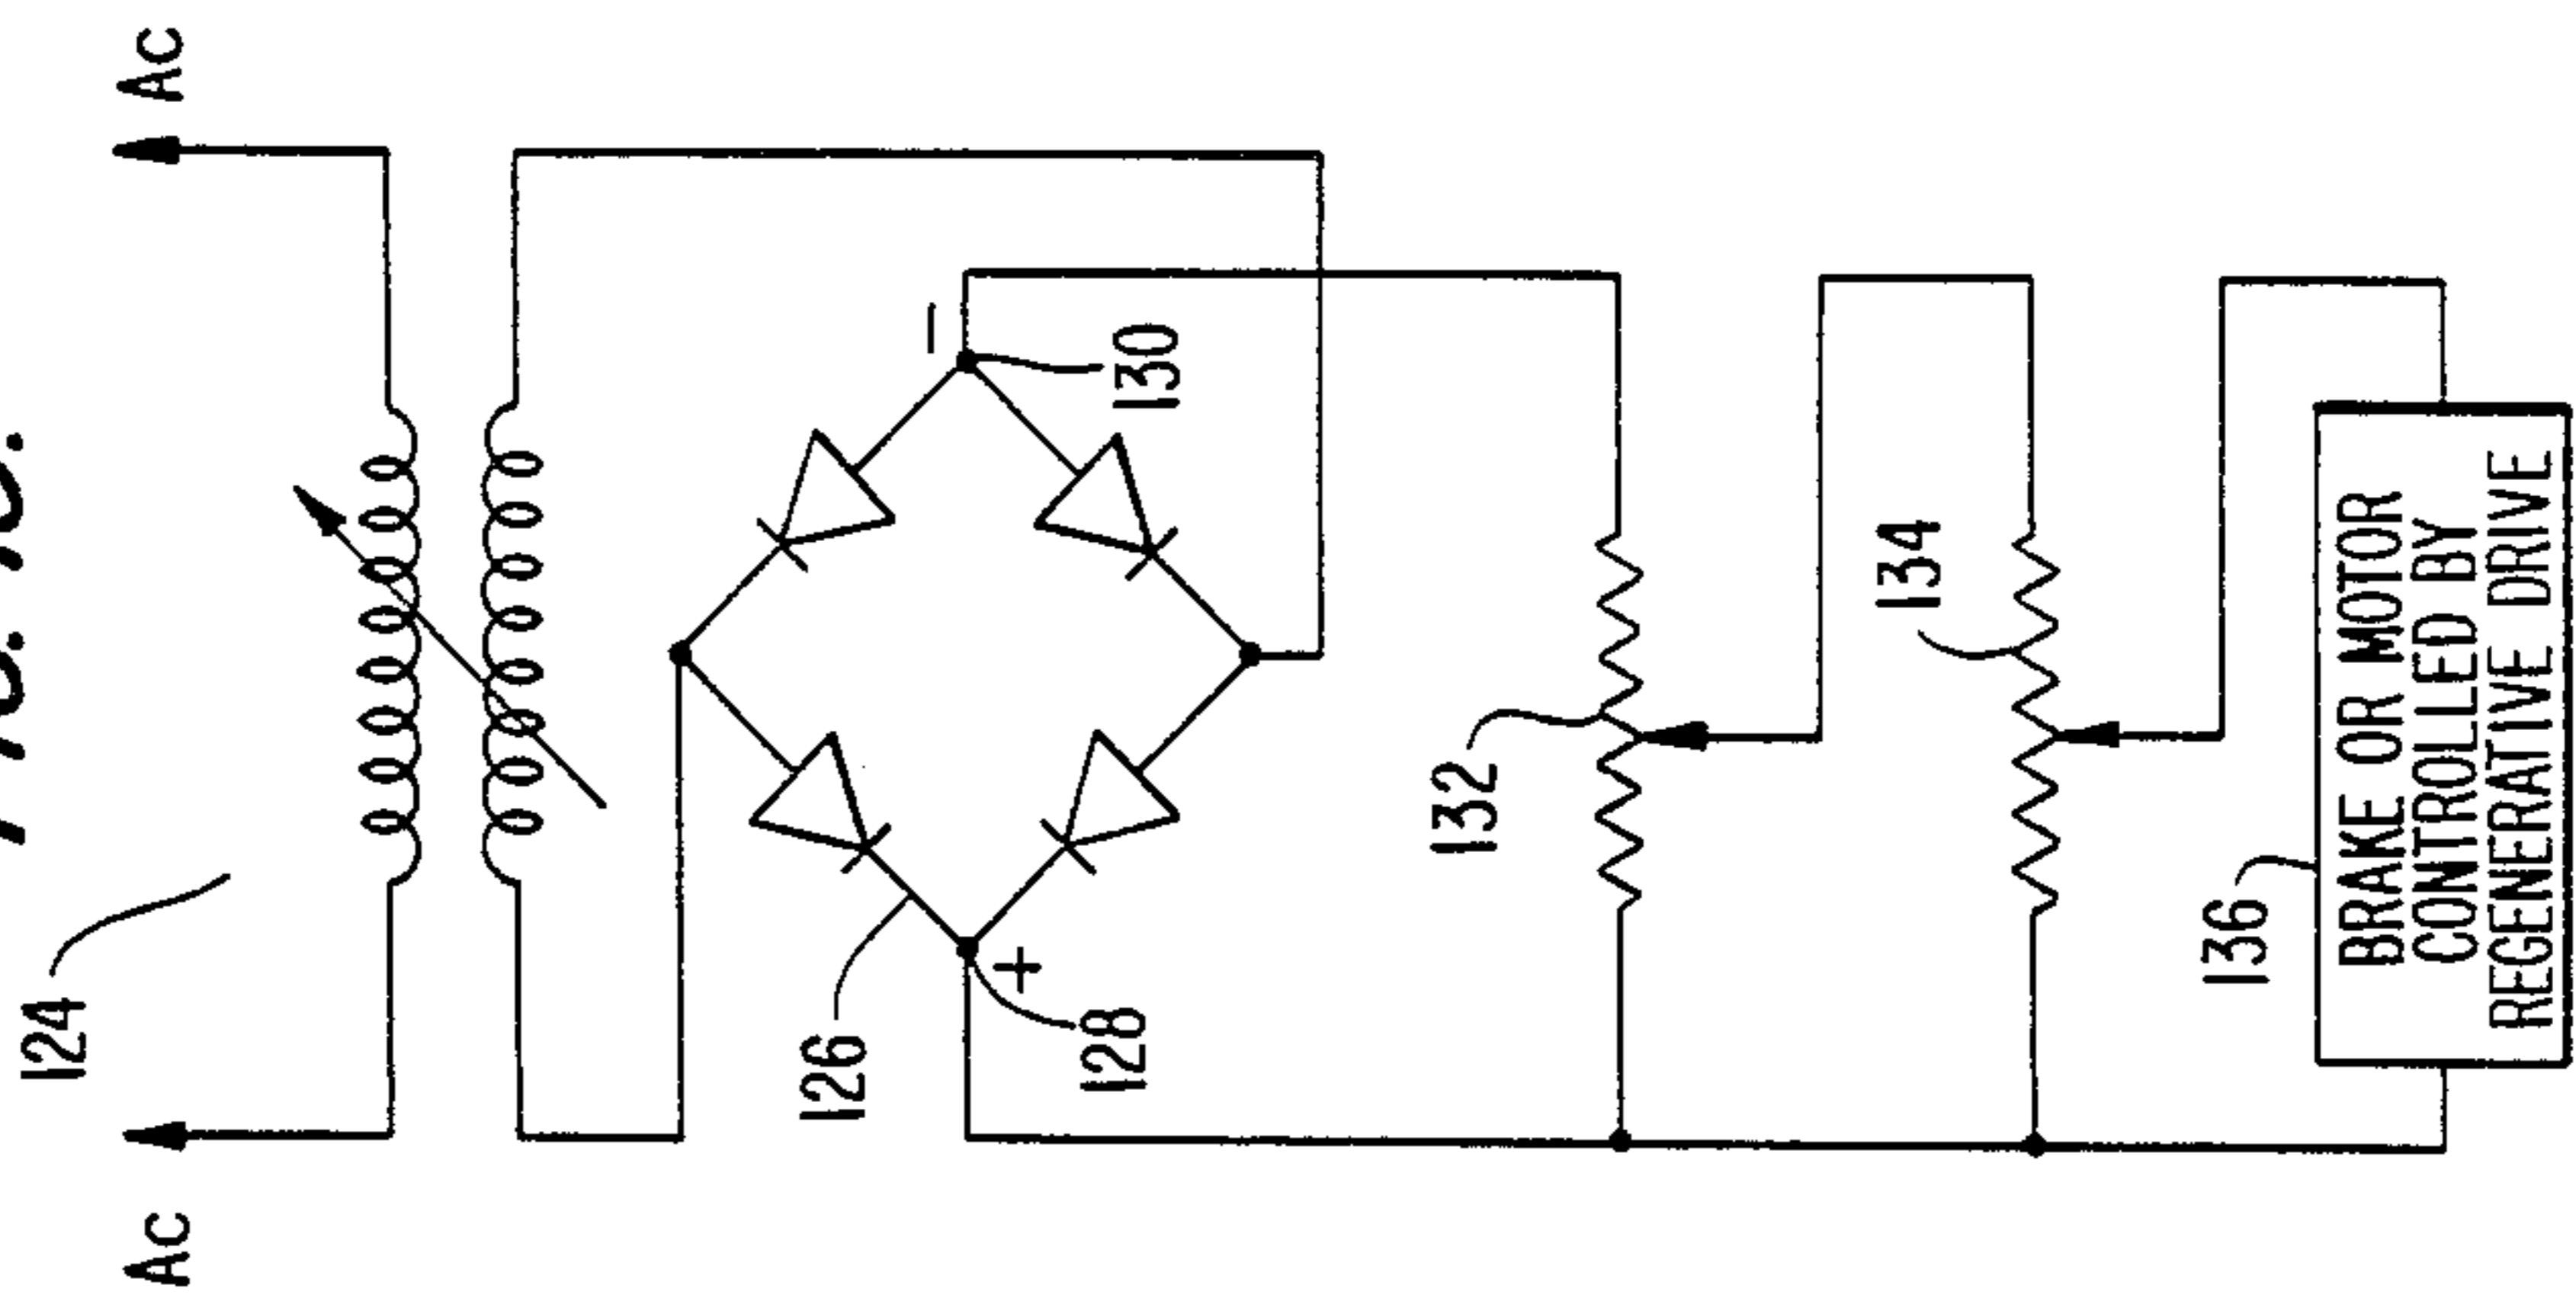 124
AC
AC
126
128
+
130
–
132
134
136
BRAKE OR MOTOR
CONTROLLED BY
REGENERATIVE DRIVE